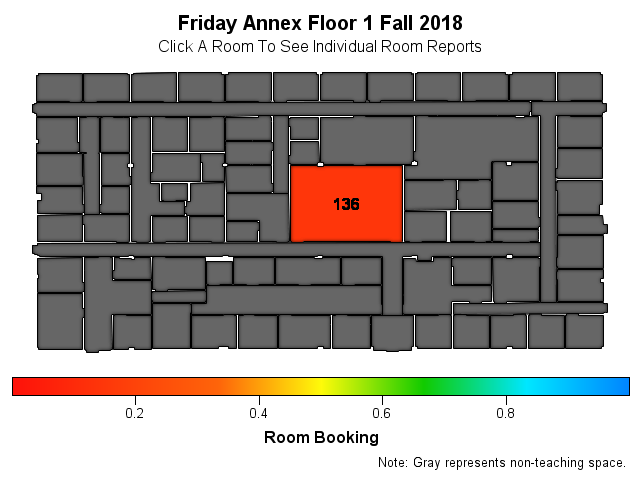 Friday Annex Floor 1 Fall 2018
Click A Room To See Individual Room Reports
136
0.2 0.4 0.6 0.8
Room Booking
Note: Gray represents non-teaching space.